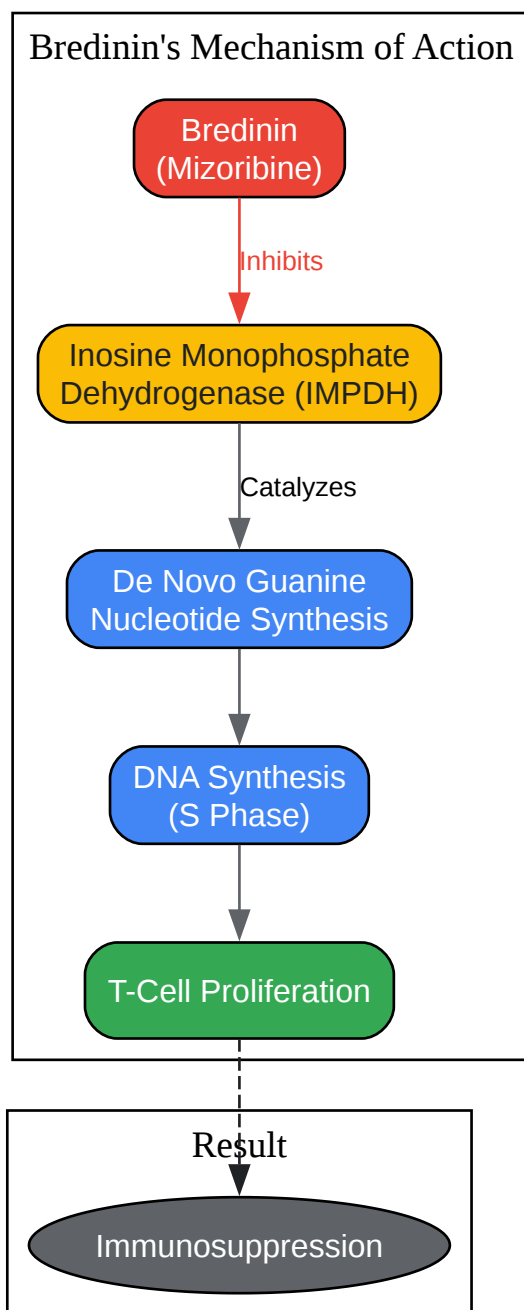 Bredinin's Mechanism of Action
Bredinin
(Mizoribine)
Inhibits
Inosine Monophosphate
Dehydrogenase (IMPDH)
Catalyzes
De Novo Guanine
Nucleotide Synthesis
DNA Synthesis
(S Phase)
T-Cell Proliferation
Result
Immunosuppression